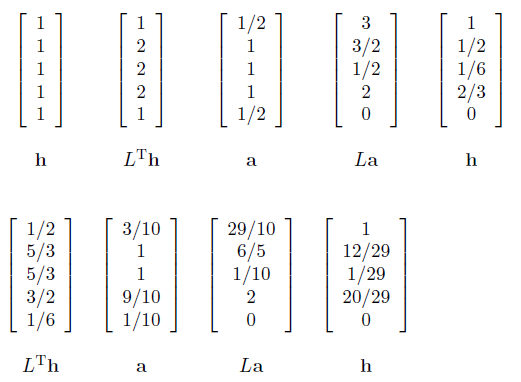 1 1 1/2 3 1
1 2 1 3/2 1/2
1 2 1 1/2 1/6
1 2 1 2 2/3
1 1 1/2 0 0
h Lᵀh a La h
1/2 3/10 29/10 1
5/3 1 6/5 12/29
5/3 1 1/10 1/29
3/2 9/10 2 20/29
1/6 1/10 0 0
Lᵀh a La h